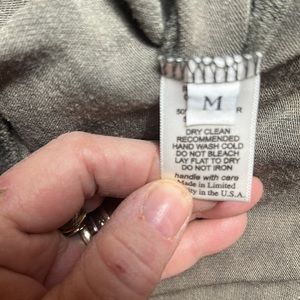 M
DRY CLEAN
RECOMMENDED
HAND WASH COLD
DO NOT BLEACH
LAY FLAT TO DRY
DO NOT IRON
handle with care
Made in Limited
in the U.S.A.